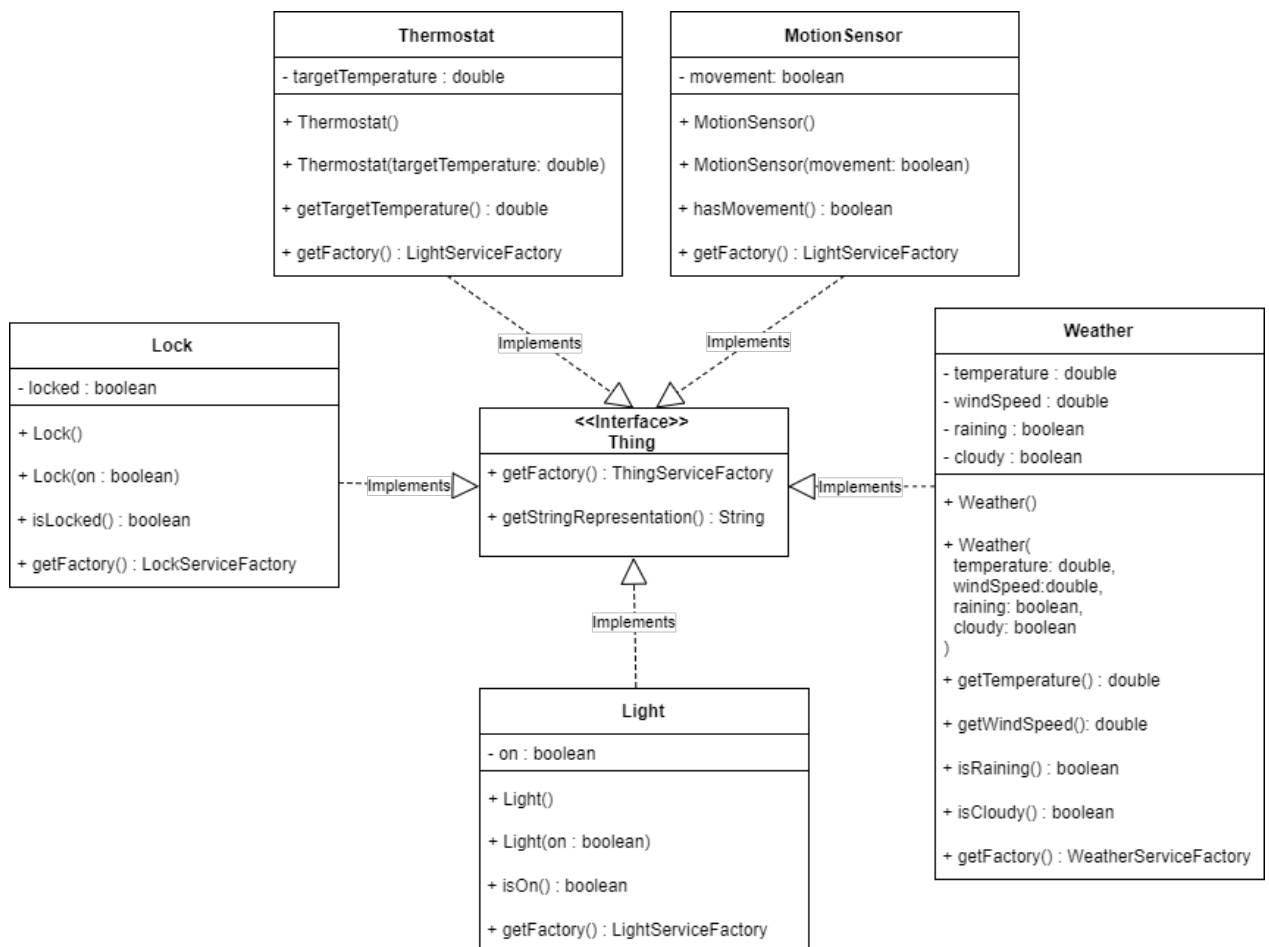 Thermostat
- targetTemperature : double
+ Thermostat()
+ Thermostat(targetTemperature: double)
+ getTargetTemperature() : double
+ getFactory() : LightServiceFactory
MotionSensor
- movement: boolean
+ MotionSensor()
+ MotionSensor(movement: boolean)
+ hasMovement() : boolean
+ getFactory() : LightServiceFactory
Implements
Implements
Lock
- locked : boolean
+ Lock()
+ Lock(on : boolean)
+ isLocked() : boolean
+ getFactory() : LockServiceFactory
Implements
<<Interface>>
Thing
+ getFactory() : ThingServiceFactory
+ getStringRepresentation() : String
Implements
Weather
- temperature : double
- windSpeed : double
- raining : boolean
- cloudy : boolean
+ Weather()
+ Weather(
temperature: double,
windSpeed:double,
raining: boolean,
cloudy: boolean
)
+ getTemperature() : double
+ getWindSpeed(): double
+ isRaining() : boolean
+ isCloudy() : boolean
+ getFactory() : WeatherServiceFactory
Implements
Light
- on : boolean
+ Light()
+ Light(on : boolean)
+ isOn() : boolean
+ getFactory() : LightServiceFactory